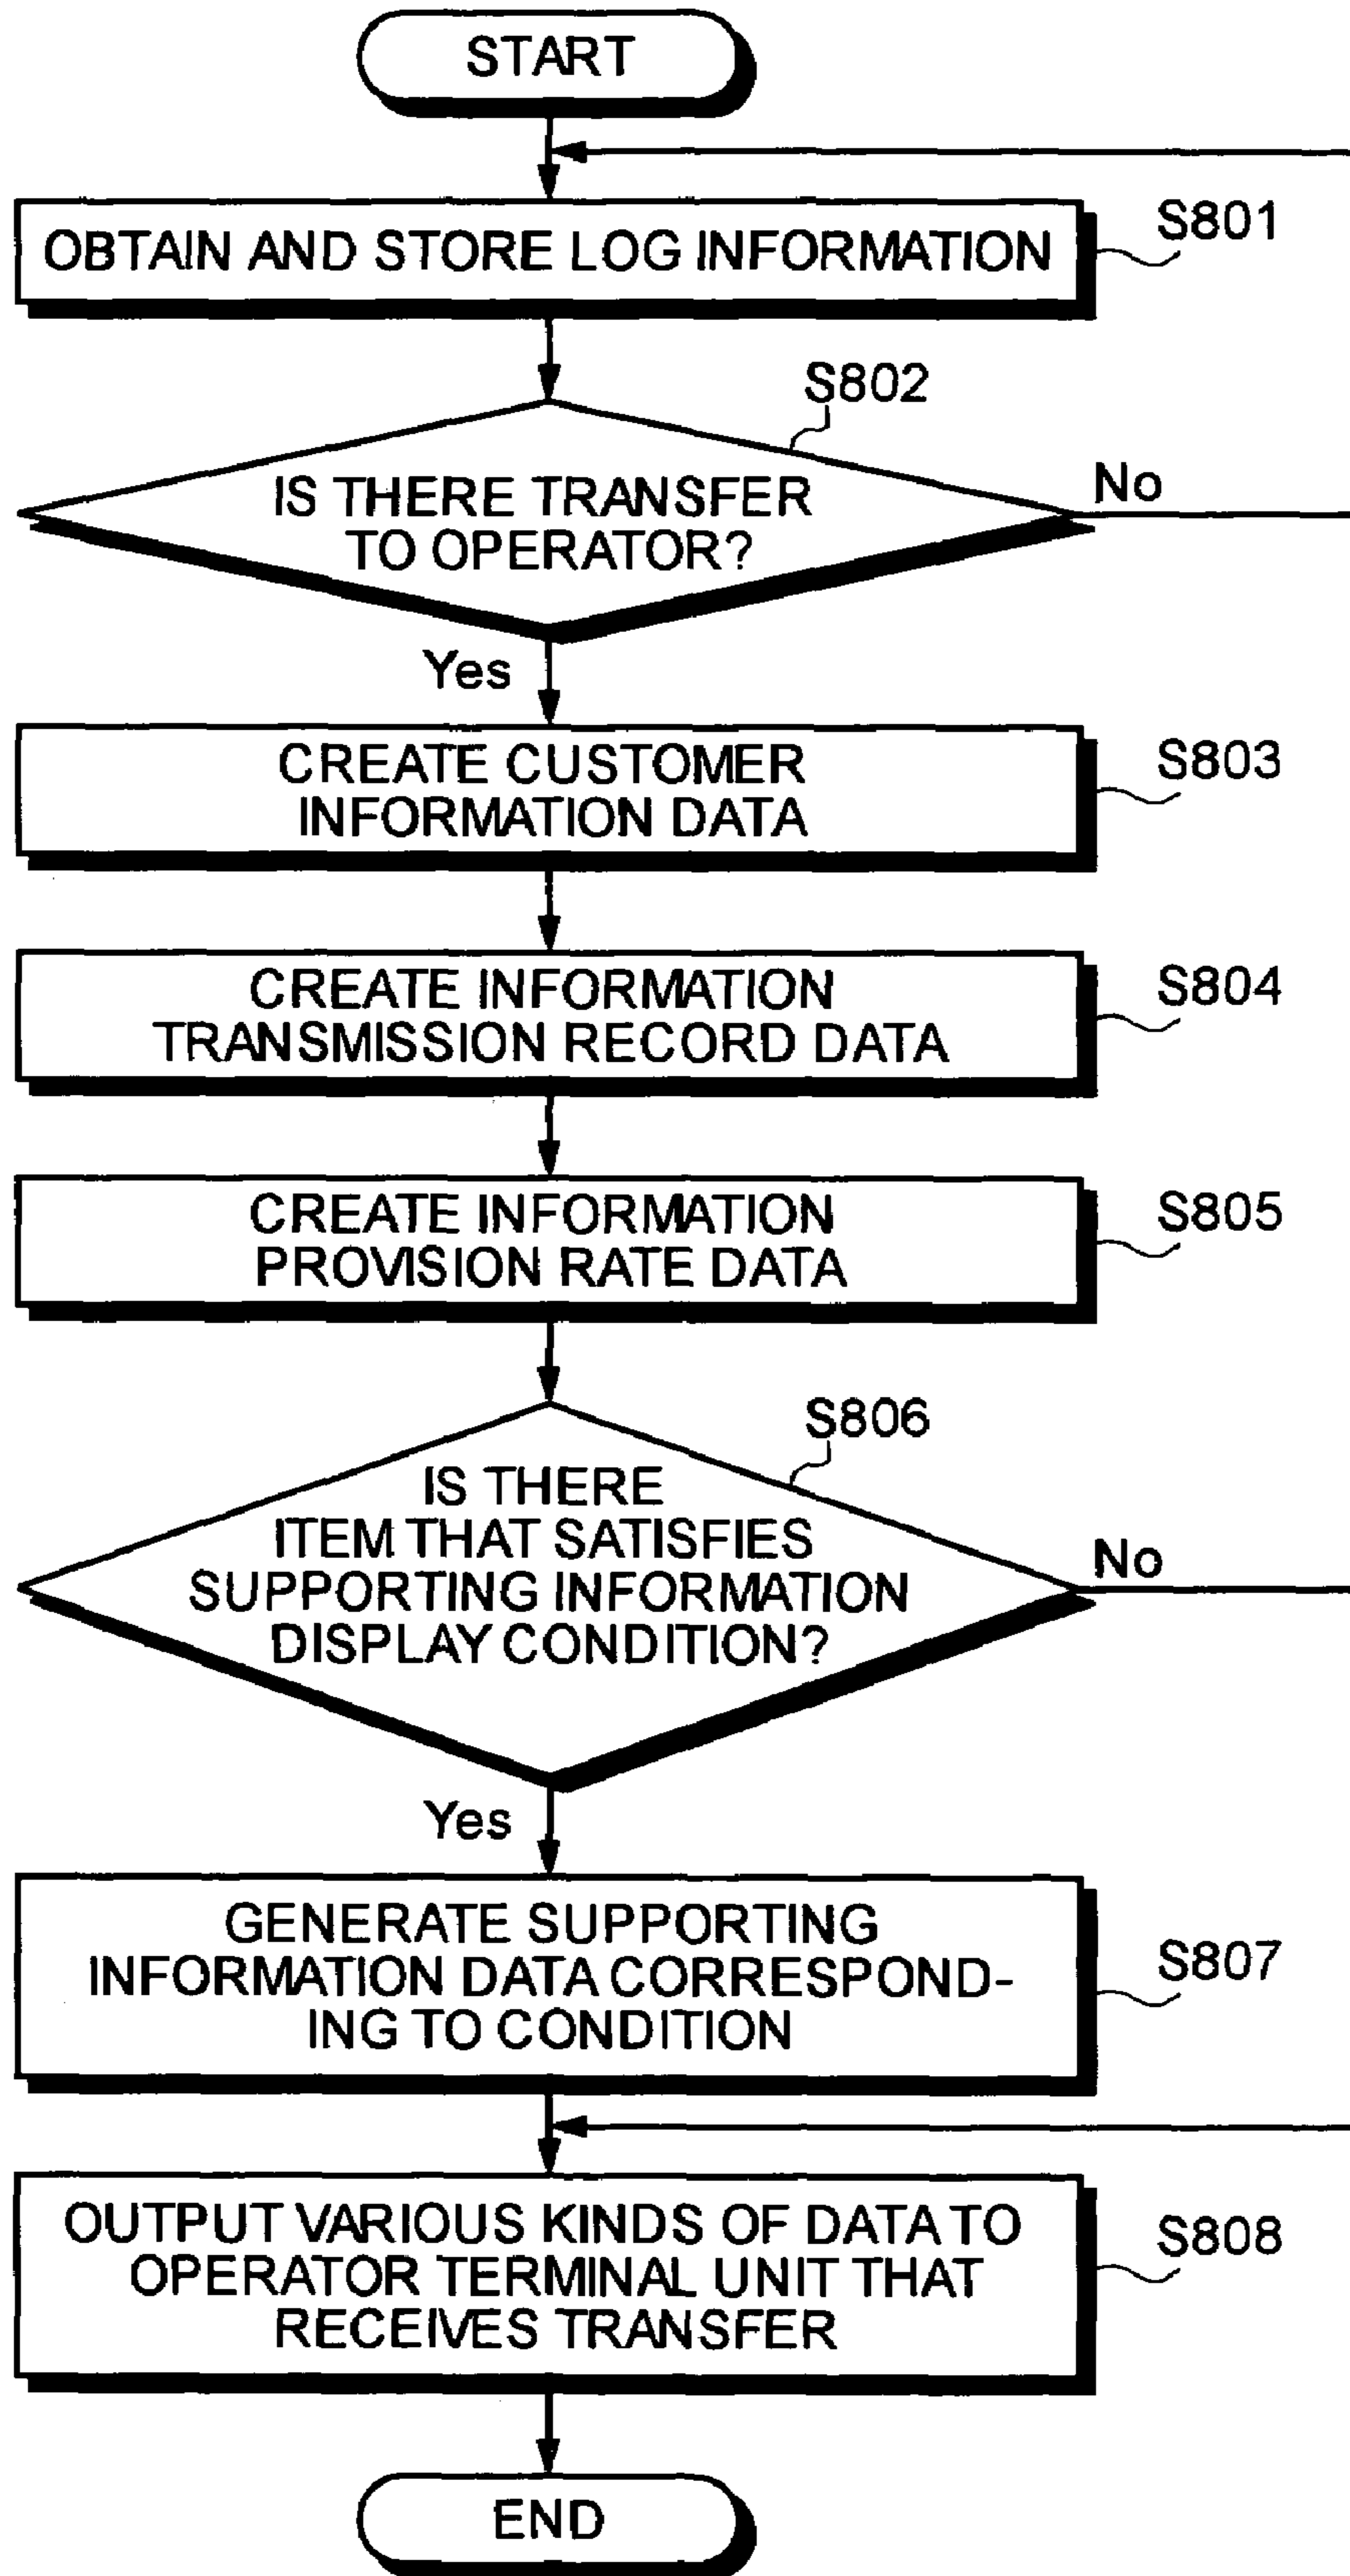 START
OBTAIN AND STORE LOG INFORMATION
S801
S802
IS THERE TRANSFER
TO OPERATOR?
No
Yes
CREATE CUSTOMER
INFORMATION DATA
S803
CREATE INFORMATION
TRANSMISSION RECORD DATA
S804
CREATE INFORMATION
PROVISION RATE DATA
S805
S806
IS THERE
ITEM THAT SATISFIES
SUPPORTING INFORMATION
DISPLAY CONDITION?
No
Yes
GENERATE SUPPORTING
INFORMATION DATA CORRESPOND-
ING TO CONDITION
S807
OUTPUT VARIOUS KINDS OF DATA TO
OPERATOR TERMINAL UNIT THAT
RECEIVES TRANSFER
S808
END